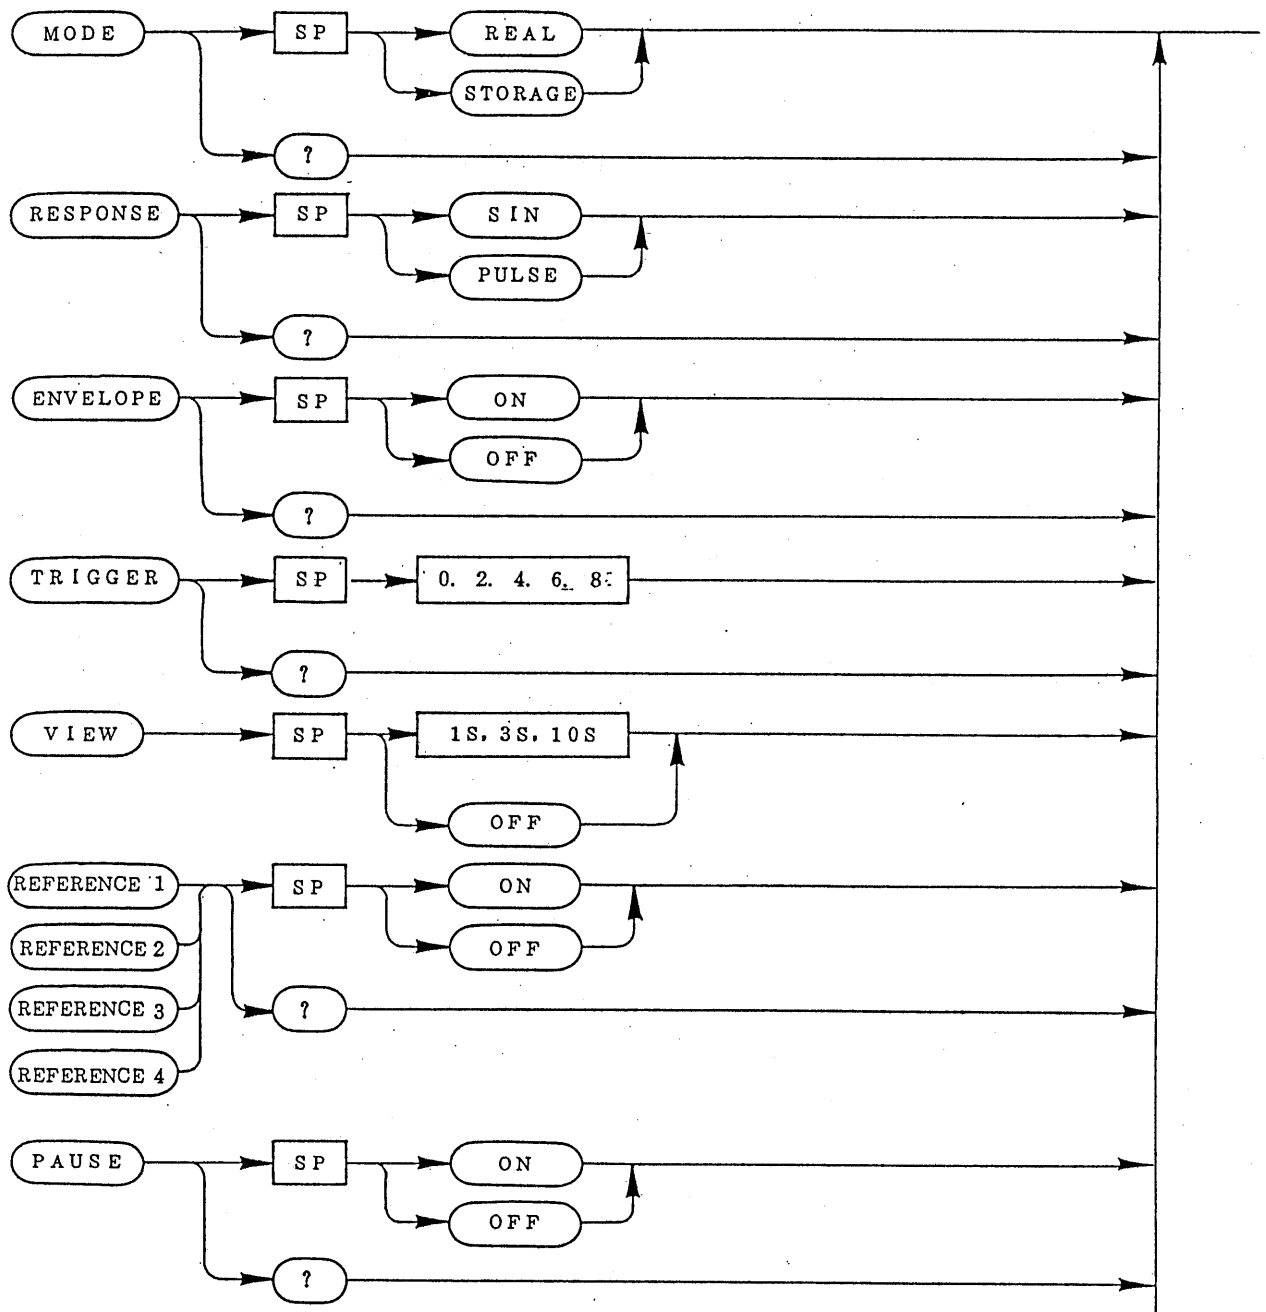 MODE SP REAL
STORAGE
?
RESPONSE SP SIN
PULSE
?
ENVELOPE SP ON
OFF
?
TRIGGER SP 0. 2. 4. 6. 8.
?
VIEW SP 1S. 3S. 10S
OFF
REFERENCE 1 SP ON
REFERENCE 2 OFF
REFERENCE 3 ?
REFERENCE 4
PAUSE SP ON
OFF
?